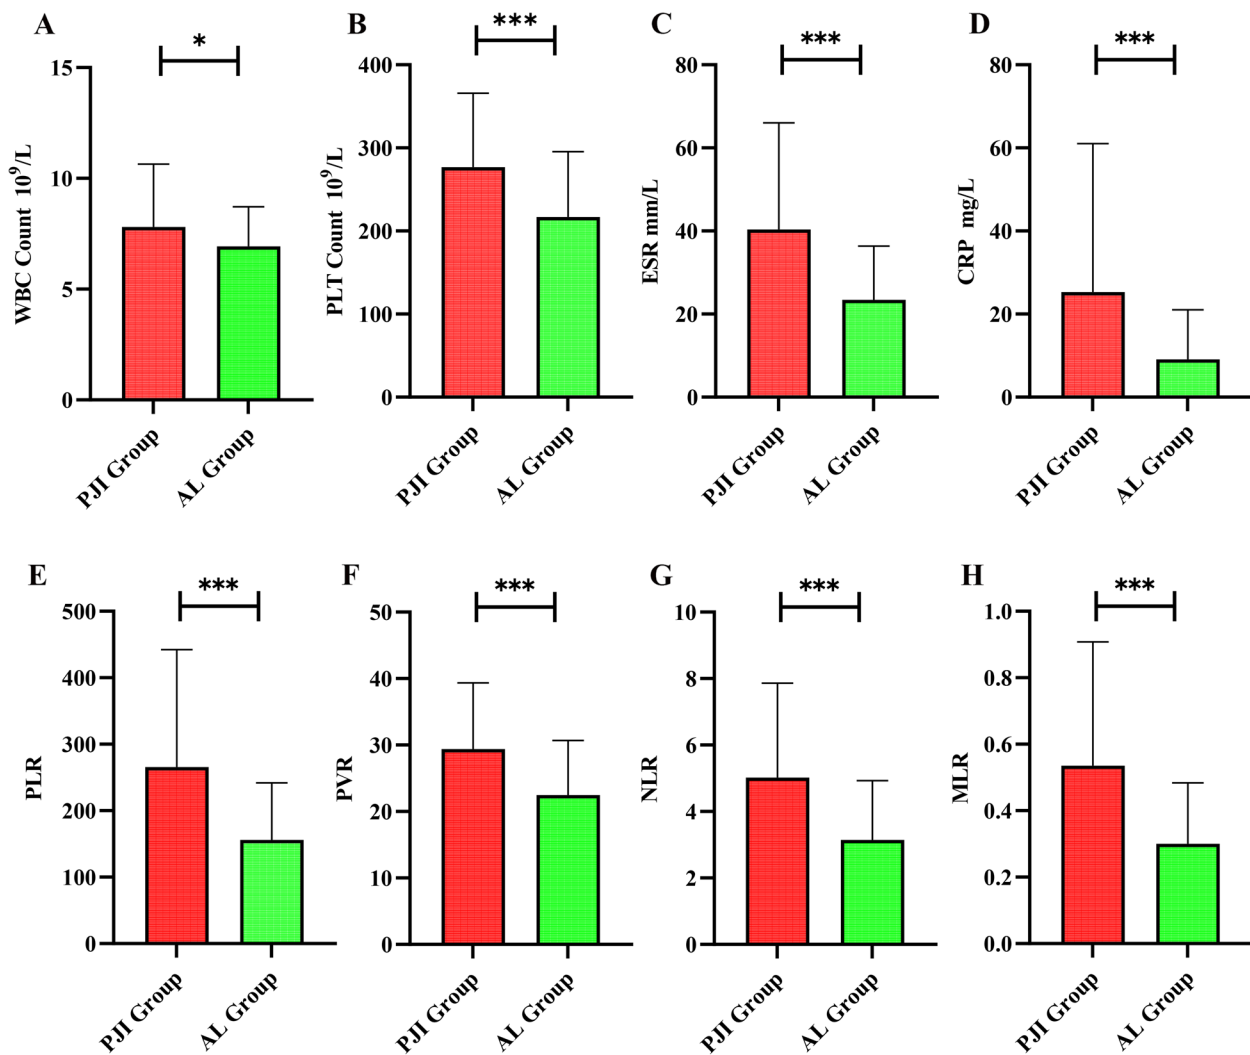 A
*
WBC Count 10⁹/L
15
10
5
0
PJI Group
AL Group
B
***
PLT Count 10⁹/L
400
300
200
100
0
PJI Group
AL Group
C
***
ESR mm/L
80
60
40
20
0
PJI Group
AL Group
D
***
CRP mg/L
80
60
40
20
0
PJI Group
AL Group
E
***
PLR
500
400
300
200
100
0
PJI Group
AL Group
F
***
PVR
50
40
30
20
10
0
PJI Group
AL Group
G
***
NLR
10
8
6
4
2
0
PJI Group
AL Group
H
***
MLR
1.0
0.8
0.6
0.4
0.2
0.0
PJI Group
AL Group